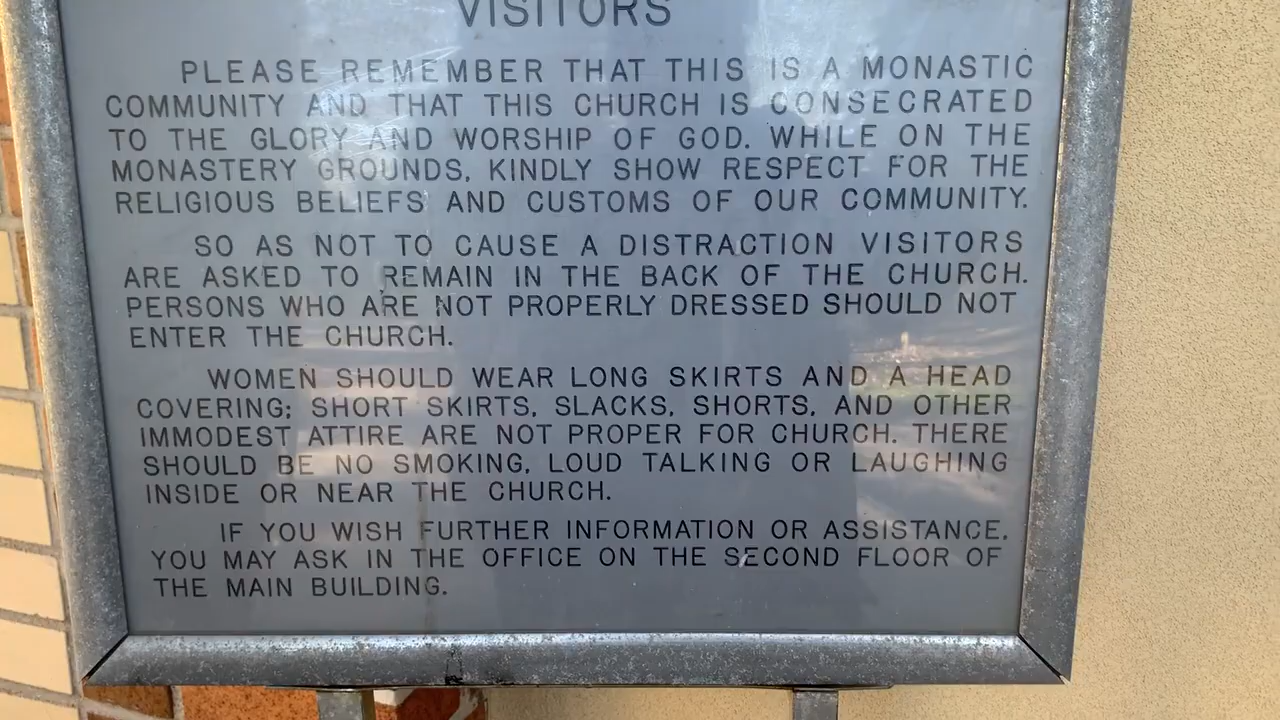 VISITORS
PLEASE REMEMBER THAT THIS IS A MONASTIC
COMMUNITY AND THAT THIS CHURCH IS CONSECRATED
TO THE GLORY AND WORSHIP OF GOD. WHILE ON THE
MONASTERY GROUNDS, KINDLY SHOW RESPECT FOR THE
RELIGIOUS BELIEFS AND CUSTOMS OF OUR COMMUNITY.
SO AS NOT TO CAUSE A DISTRACTION VISITORS
ARE ASKED TO REMAIN IN THE BACK OF THE CHURCH.
PERSONS WHO ARE NOT PROPERLY DRESSED SHOULD NOT
ENTER THE CHURCH.
WOMEN SHOULD WEAR LONG SKIRTS AND A HEAD
COVERING; SHORT SKIRTS, SLACKS, SHORTS, AND OTHER
IMMODEST ATTIRE ARE NOT PROPER FOR CHURCH. THERE
SHOULD BE NO SMOKING, LOUD TALKING OR LAUGHING
INSIDE OR NEAR THE CHURCH.
IF YOU WISH FURTHER INFORMATION OR ASSISTANCE,
YOU MAY ASK IN THE OFFICE ON THE SECOND FLOOR OF
THE MAIN BUILDING.